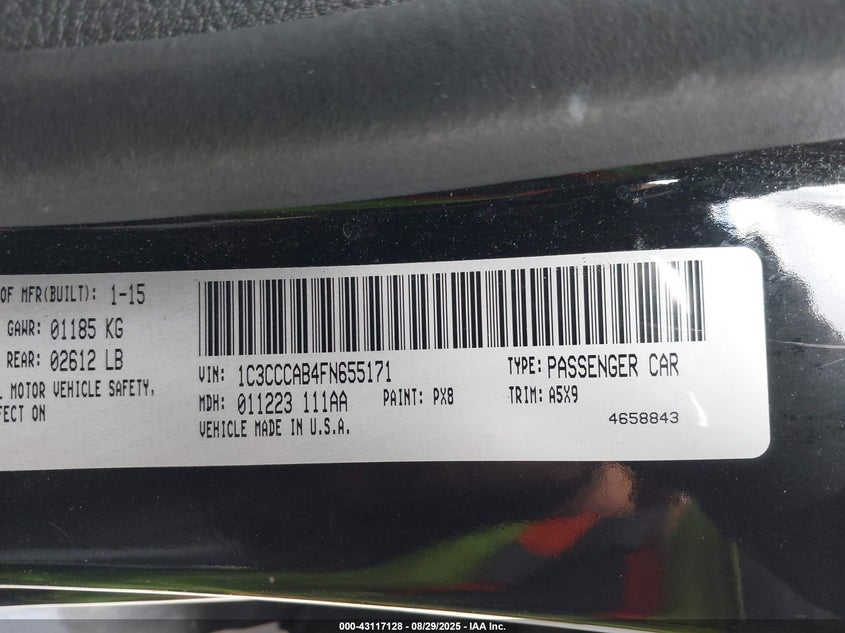 OF MFR(BUILT): 1-15
GAWR: 01185 KG
REAR: 02612 LB
MOTOR VEHICLE SAFETY,
ON
VIN: 1C3CCCAB4FN655171 TYPE: PASSENGER CAR
MDH: 011223 111AA PAINT: PX8 TRIM: A5X9
VEHICLE MADE IN U.S.A. 4658843
000-43117128 - 08/29/2025 - IAA Inc.